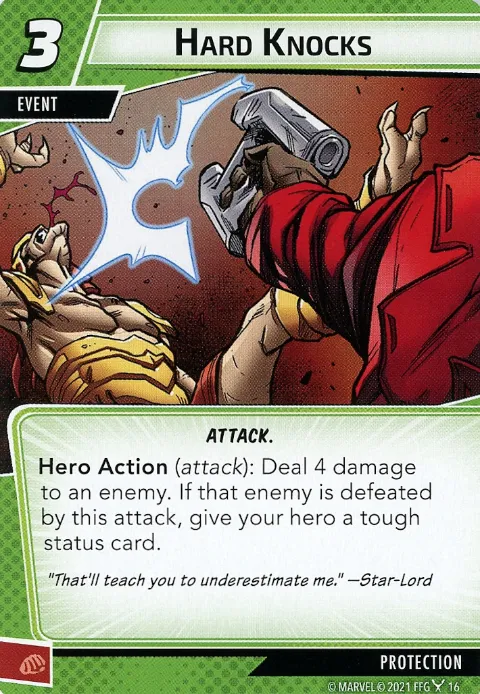 3
HARD KNOCKS
EVENT
ATTACK.
Hero Action (attack): Deal 4 damage
to an enemy. If that enemy is defeated
by this attack, give your hero a tough
status card.
"That'll teach you to underestimate me." —Star-Lord
PROTECTION
© MARVEL © 2021 FFG 16